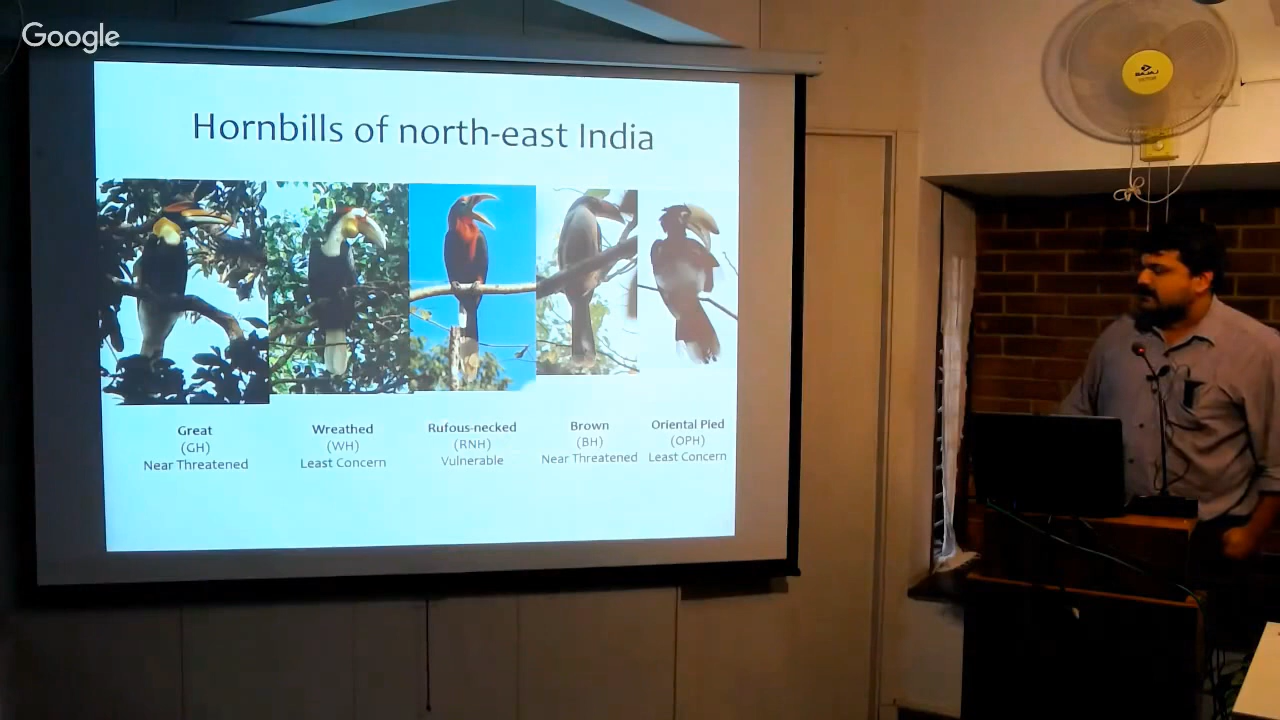 Google
Hornbills of north-east India
Great
(GH)
Near Threatened
Wreathed
(WH)
Least Concern
Rufous-necked
(RNH)
Vulnerable
Brown
(BH)
Near Threatened
Oriental Pied
(OPH)
Least Concern
BAJAJ